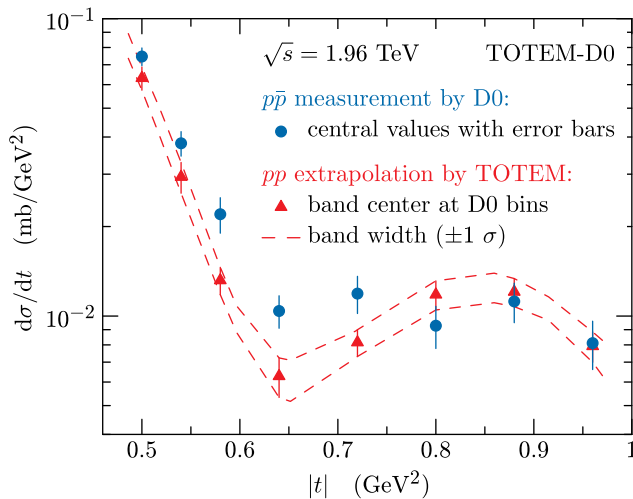 10⁻¹
√s = 1.96 TeV TOTEM-D0
pp̄ measurement by D0:
central values with error bars
pp extrapolation by TOTEM:
band center at D0 bins
band width (±1 σ)
dσ/dt (mb/GeV²)
10⁻²
0.5 0.6 0.7 0.8 0.9 1
|t| (GeV²)